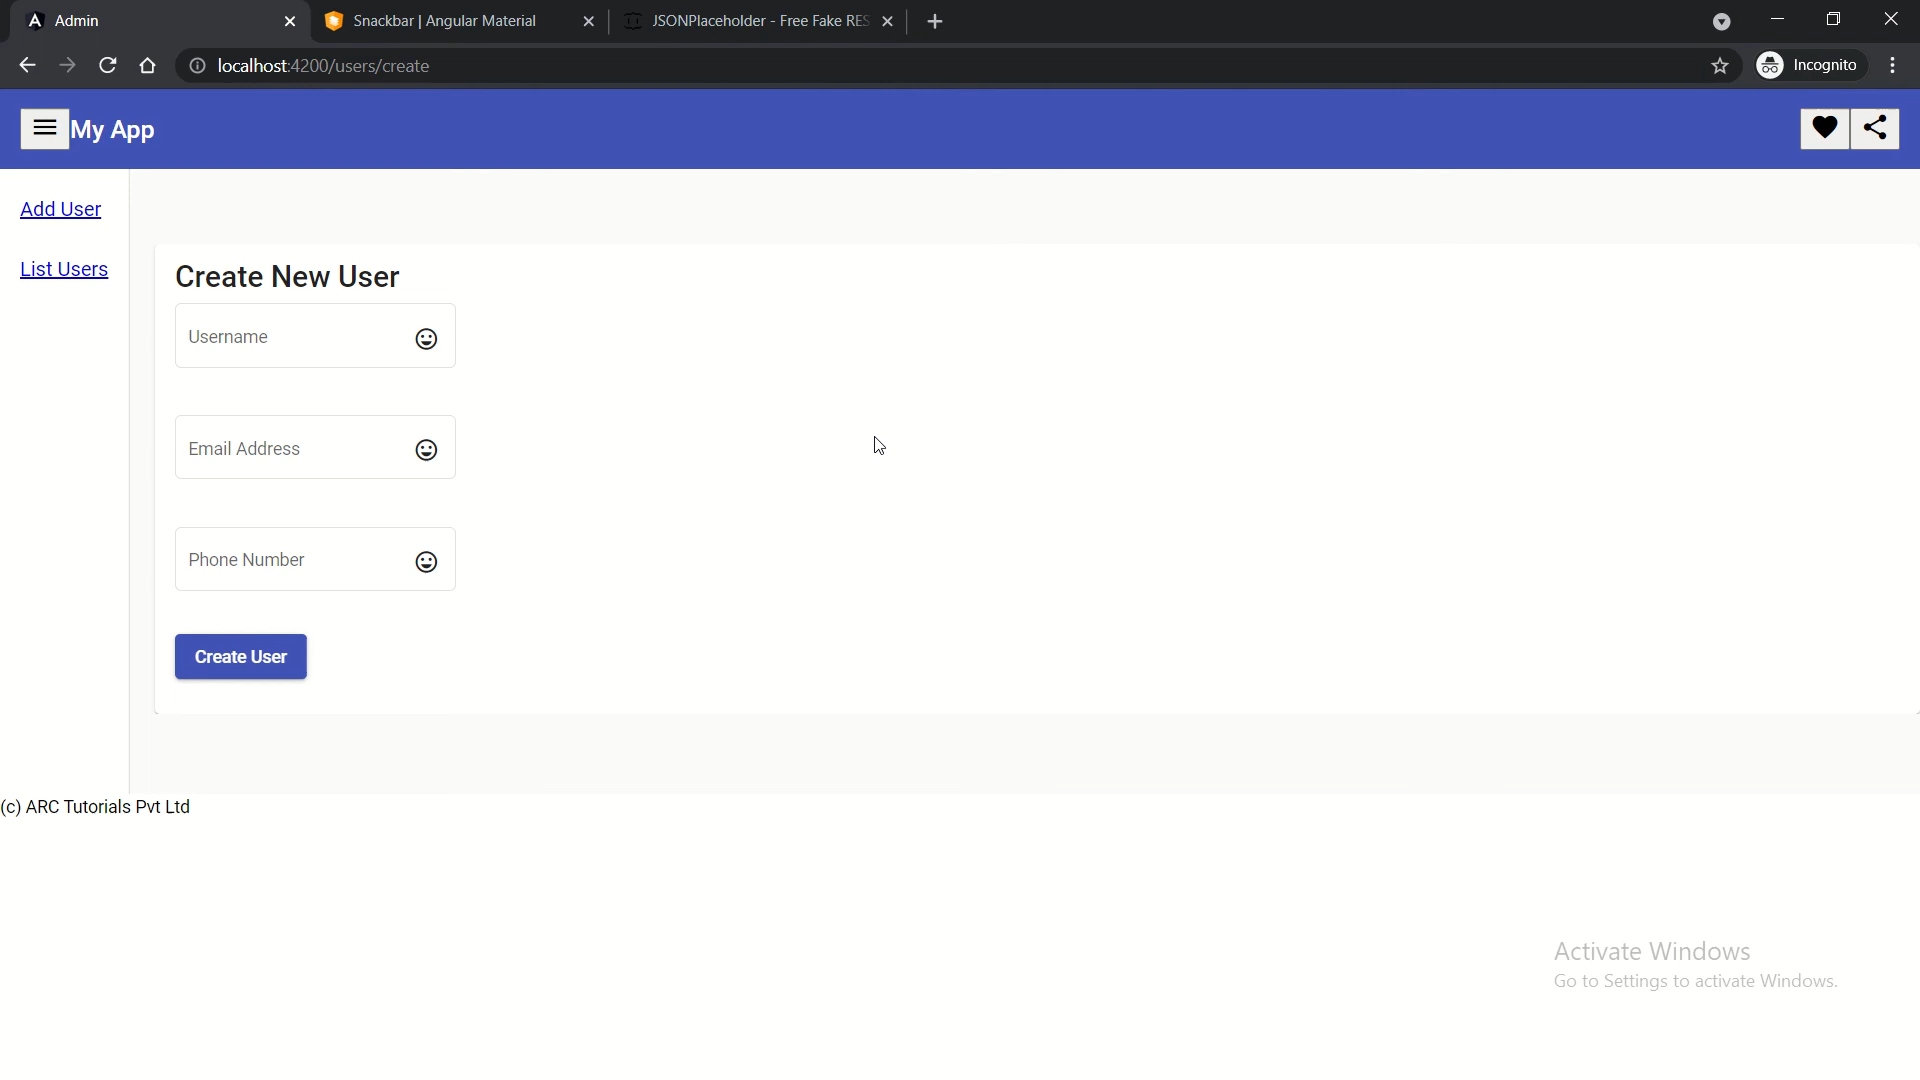 Admin
Snackbar | Angular Material
JSONPlaceholder - Free Fake RES
localhost:4200/users/create
Incognito
My App
Add User
List Users
Create New User
Username
Email Address
Phone Number
Create User
(c) ARC Tutorials Pvt Ltd
Activate Windows
Go to Settings to activate Windows.